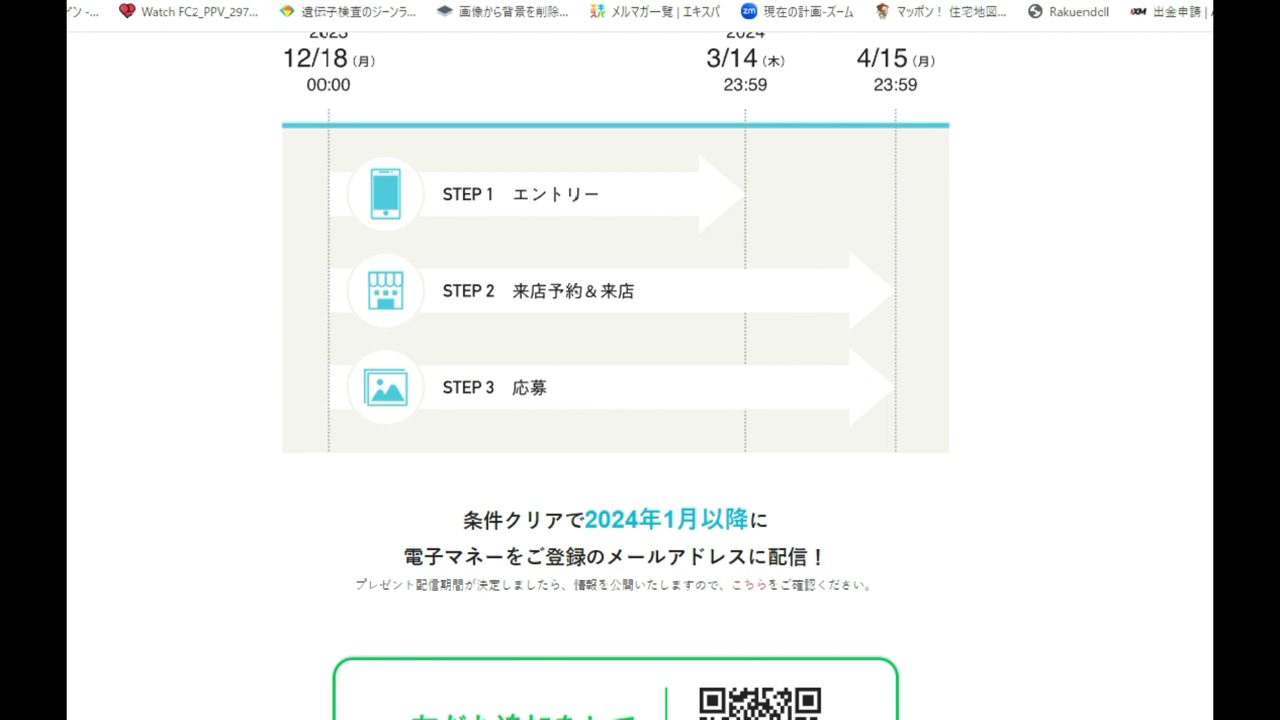 イン -...
Watch FC2_PPV_297...
遺伝子検査のジーンラ...
画像から背景を削除...
メルマガ一覧 | エキスパ
zm 現在の計画-ズーム
マッポン！ 住宅地図...
Rakuendoll
XM 出金申請 |
2023
2024
12/18（月）
3/14（木）
4/15（月）
00:00
23:59
23:59
STEP 1 エントリー
STEP 2 来店予約＆来店
STEP 3 応募
条件クリアで2024年1月以降に
電子マネーをご登録のメールアドレスに配信！
プレゼント配信期間が決定しましたら、情報を公開いたしますので、こちらをご確認ください。